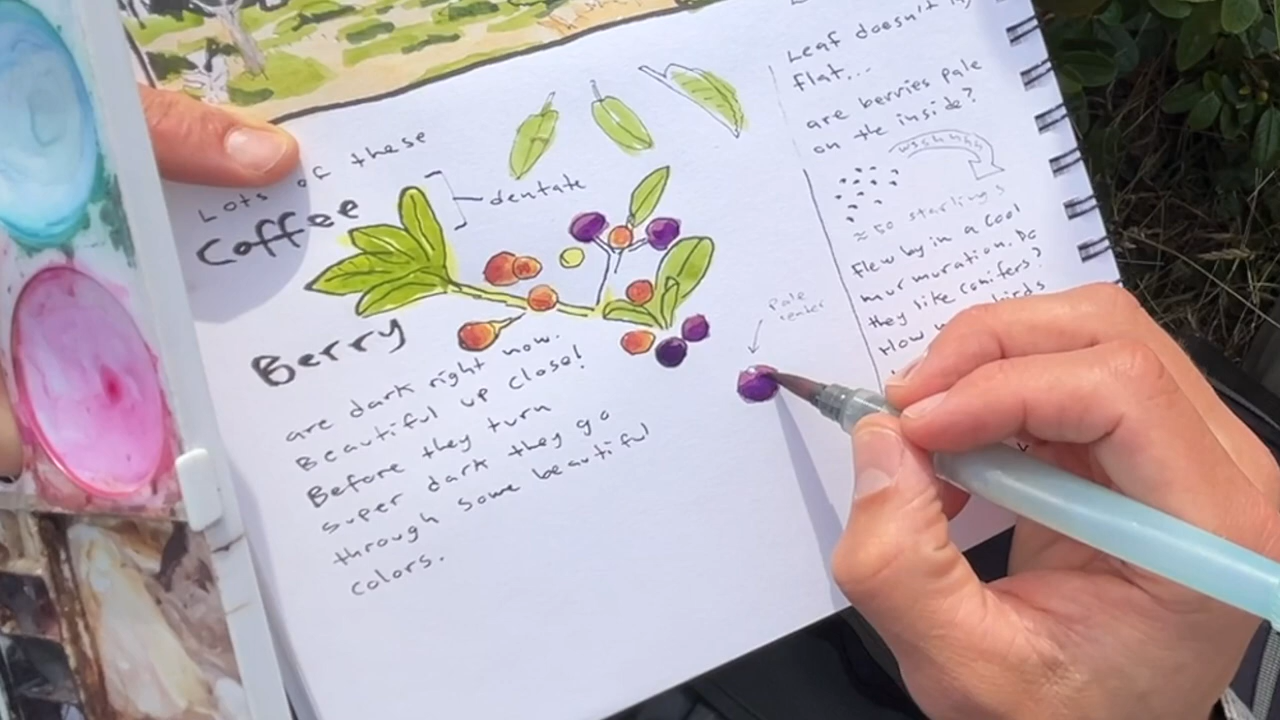 Lots of these
Coffee
Berry
are dark right now.
Beautiful up close!
Before they turn
super dark they go
through some beautiful
colors.
dentate
Pale
center
Leaf doesn't
flat...
are berries pale
on the inside?
≈ 50 starlings
flew by in a cool
murmuration. Do
they like conifers?
How birds